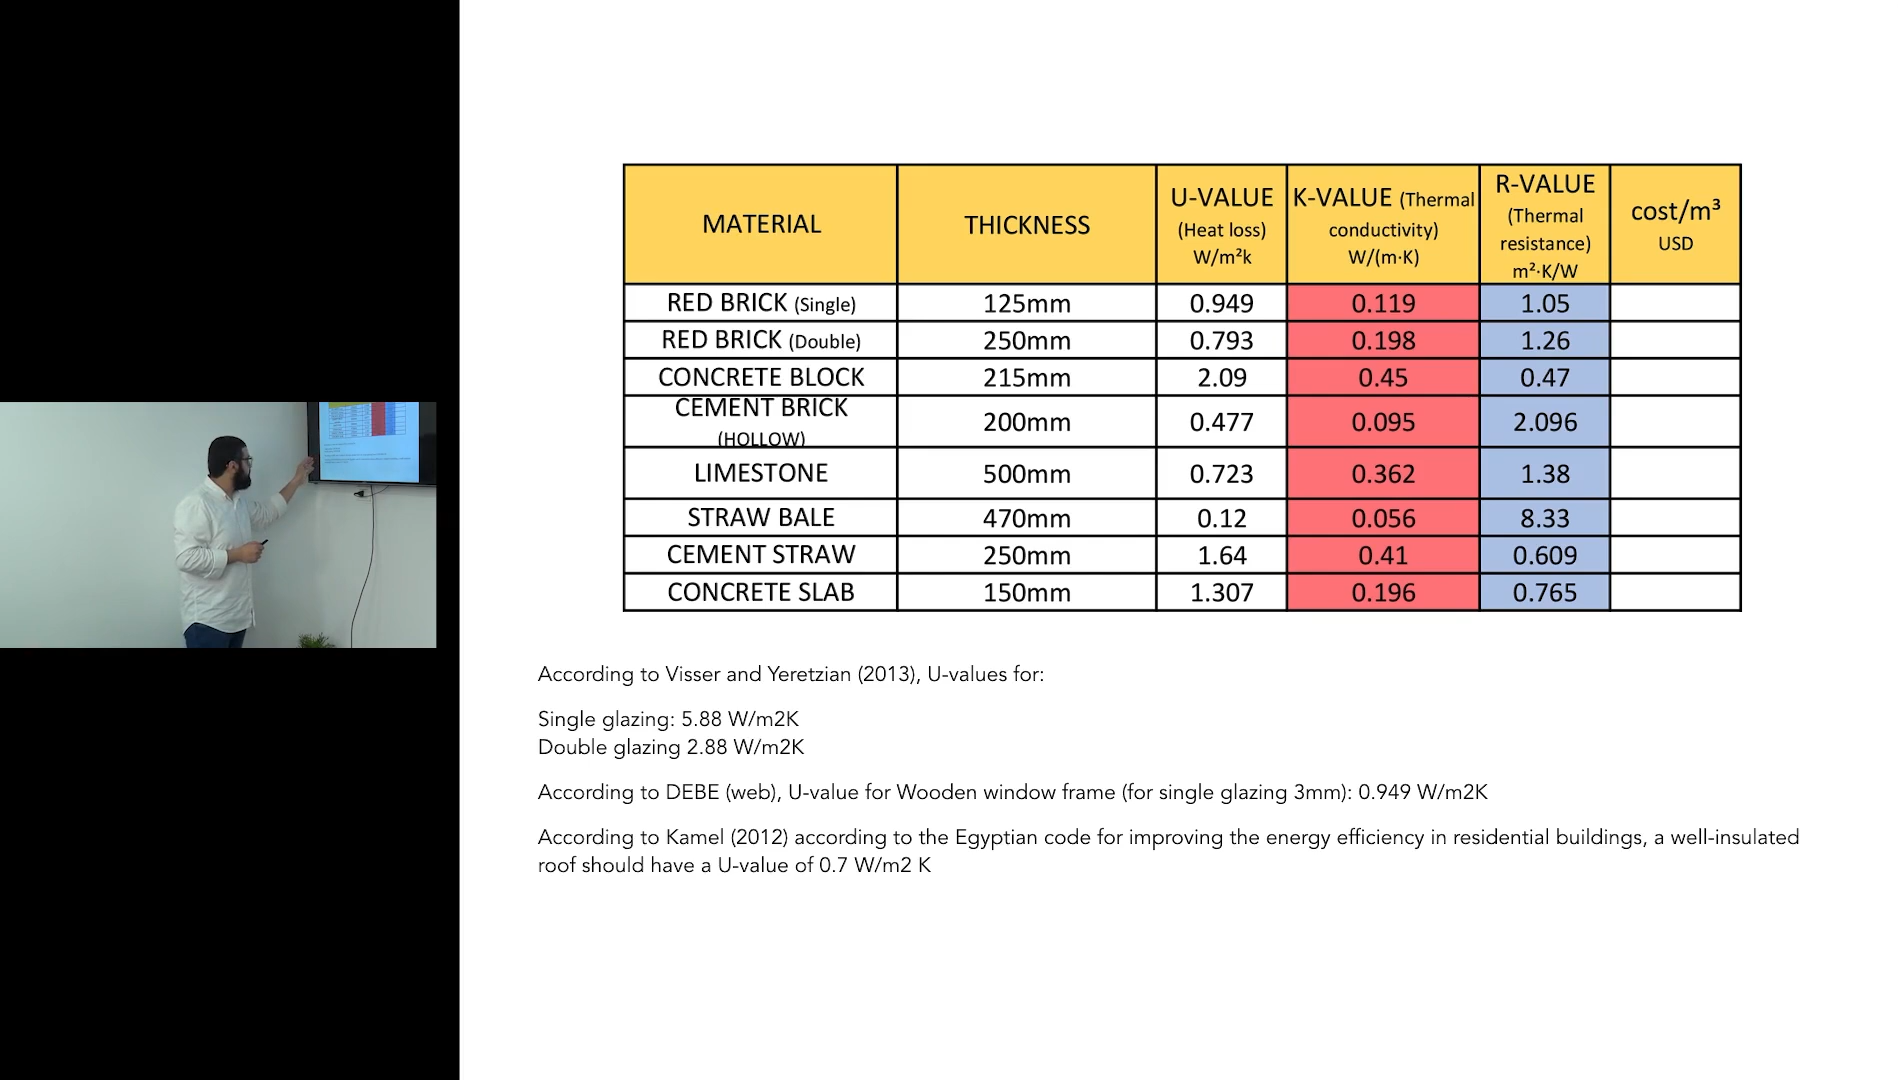 MATERIAL THICKNESS U-VALUE (Heat loss) W/m²k K-VALUE (Thermal conductivity) W/(m·K) R-VALUE (Thermal resistance) m²·K/W cost/m³ USD
RED BRICK (Single) 125mm 0.949 0.119 1.05
RED BRICK (Double) 250mm 0.793 0.198 1.26
CONCRETE BLOCK 215mm 2.09 0.45 0.47
CEMENT BRICK (HOLLOW) 200mm 0.477 0.095 2.096
LIMESTONE 500mm 0.723 0.362 1.38
STRAW BALE 470mm 0.12 0.056 8.33
CEMENT STRAW 250mm 1.64 0.41 0.609
CONCRETE SLAB 150mm 1.307 0.196 0.765
According to Visser and Yeretzian (2013), U-values for:
Single glazing: 5.88 W/m2K
Double glazing 2.88 W/m2K
According to DEBE (web), U-value for Wooden window frame (for single glazing 3mm): 0.949 W/m2K
According to Kamel (2012) according to the Egyptian code for improving the energy efficiency in residential buildings, a well-insulated
roof should have a U-value of 0.7 W/m2 K